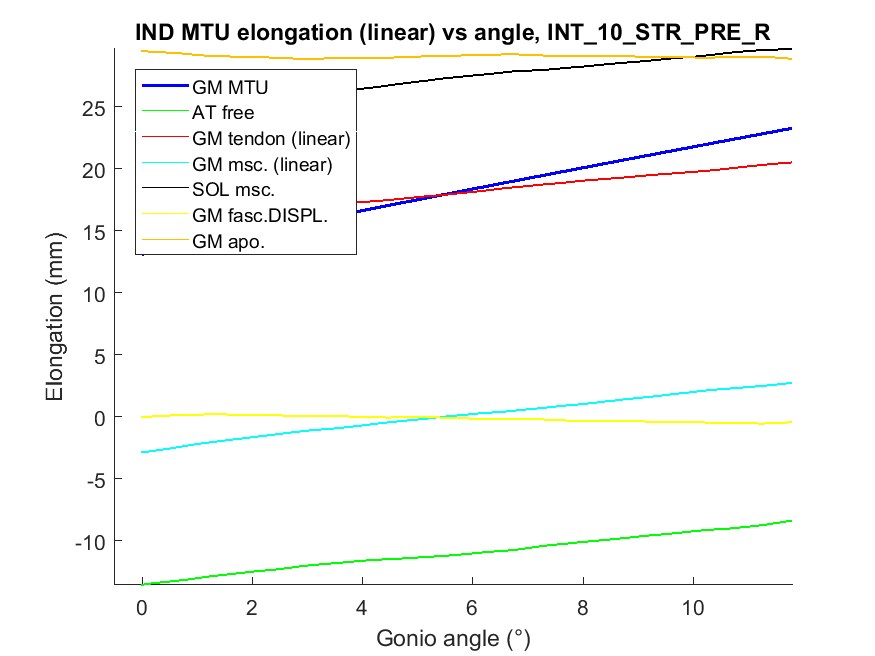 IND MTU elongation (linear) vs angle, INT_10_STR_PRE_R
GM MTU
AT free
GM tendon (linear)
GM msc. (linear)
SOL msc.
GM fasc.DISPL.
GM apo.
25
20
15
10
5
0
-5
-10
Elongation (mm)
0 2 4 6 8 10
Gonio angle (°)